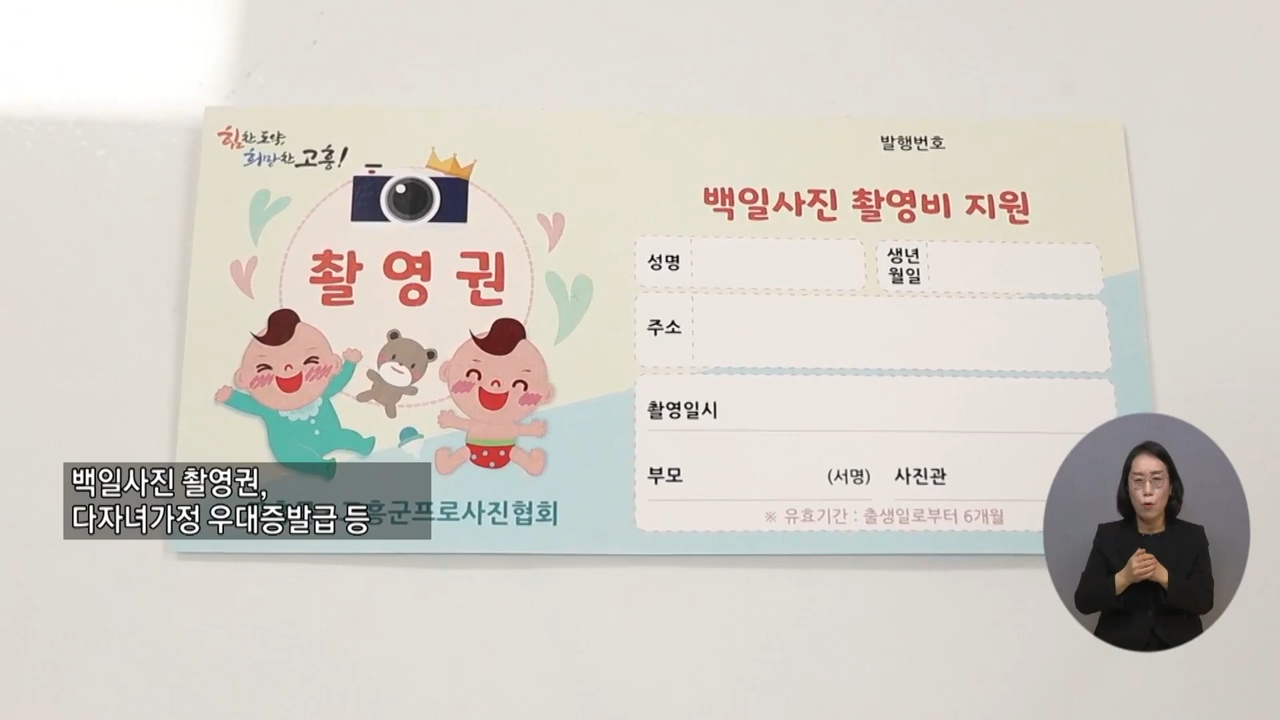 힘찬 도약,
희망찬 고흥!
촬영권
흥군프로사진협회
발행번호
백일사진 촬영비 지원
성명
생년
월일
주소
촬영일시
부모 (서명) 사진관
※ 유효기간 : 출생일로부터 6개월
백일사진 촬영권,
다자녀가정 우대증발급 등